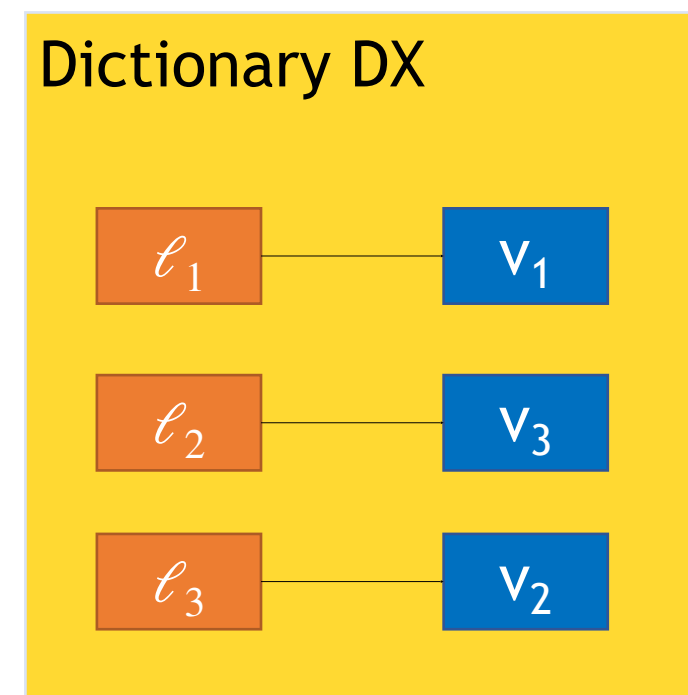 Dictionary DX
ℓ₁ v₁
ℓ₂ v₃
ℓ₃ v₂